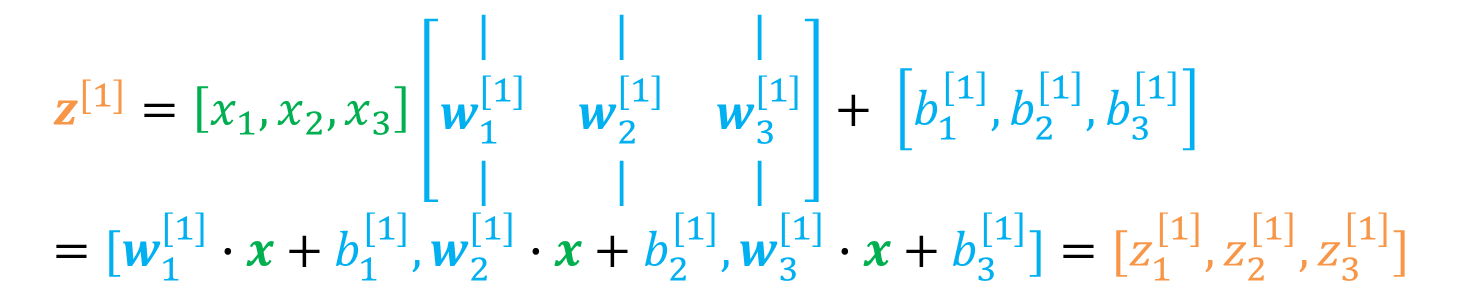 z^[1] = [x_1, x_2, x_3] [ | | | w_1^[1] w_2^[1] w_3^[1] | | | ] + [b_1^[1], b_2^[1], b_3^[1]]
= [w_1^[1] · x + b_1^[1], w_2^[1] · x + b_2^[1], w_3^[1] · x + b_3^[1]] = [z_1^[1], z_2^[1], z_3^[1]]